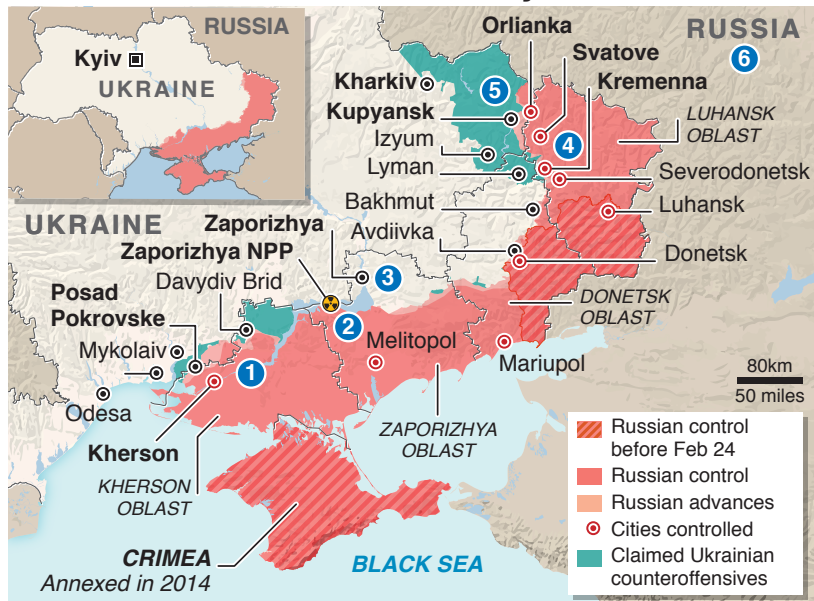 RUSSIA
Kyiv
UKRAINE
Orlianka
RUSSIA
6
Svatove
Kremenna
Kharkiv
5
Kupyansk
Izyum
Lyman
4
LUHANSK
OBLAST
Severodonetsk
Bakhmut
Luhansk
Avdiivka
Donetsk
UKRAINE
Zaporizhya
Zaporizhya NPP
Davydiv Brid
3
Posad
Pokrovske
2
DONETSK
OBLAST
Mykolaiv
1
Melitopol
Mariupol
Odesa
80km
50 miles
Kherson
KHERSON
OBLAST
ZAPORIZHYA
OBLAST
CRIMEA
Annexed in 2014
BLACK SEA
Russian control
before Feb 24
Russian control
Russian advances
Cities controlled
Claimed Ukrainian
counteroffensives